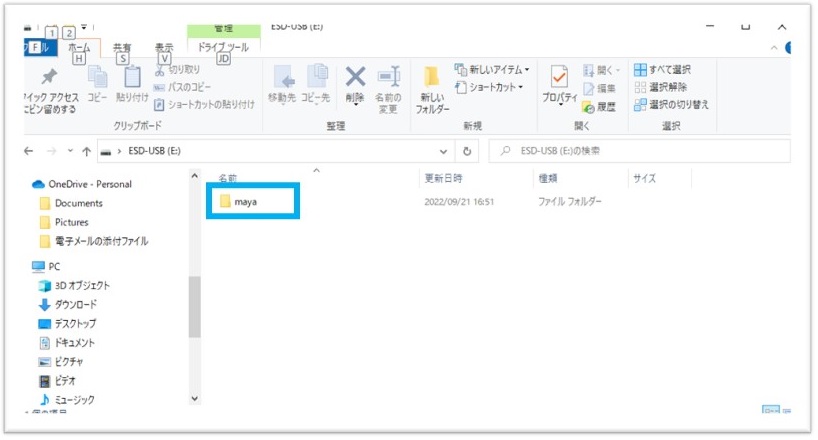 管理
ESD-USB (E:)
1
2
F
ル
ホーム
共有
表示
ドライブ ツール
H
S
V
JD
クイック アクセス
にピン留めする
コピー
貼り付け
切り取り
パスのコピー
ショートカットの貼り付け
移動先
コピー先
削除
名前の
変更
新しい
フォルダー
新しいアイテム
ショートカット
プロパティ
開く
編集
履歴
すべて選択
選択解除
選択の切り替え
クリップボード
整理
新規
開く
選択
ESD-USB (E:)
ESD-USB (E:)の検索
名前
更新日時
種類
サイズ
maya
2022/09/21 16:51
ファイル フォルダー
OneDrive - Personal
Documents
Pictures
電子メールの添付ファイル
PC
3D オブジェクト
ダウンロード
デスクトップ
ドキュメント
ピクチャ
ビデオ
ミュージック
個の項目